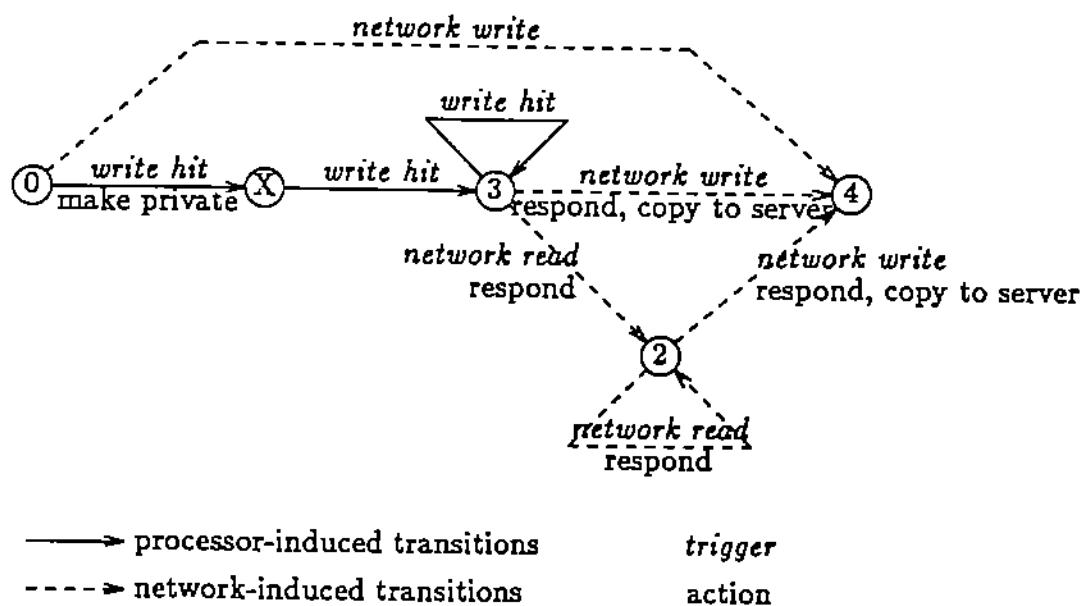 network write
write hit
0 write hit X write hit 3 network write 4
make private respond, copy to server
network read network write
respond respond, copy to server
2
network read
respond
processor-induced transitions trigger
network-induced transitions action